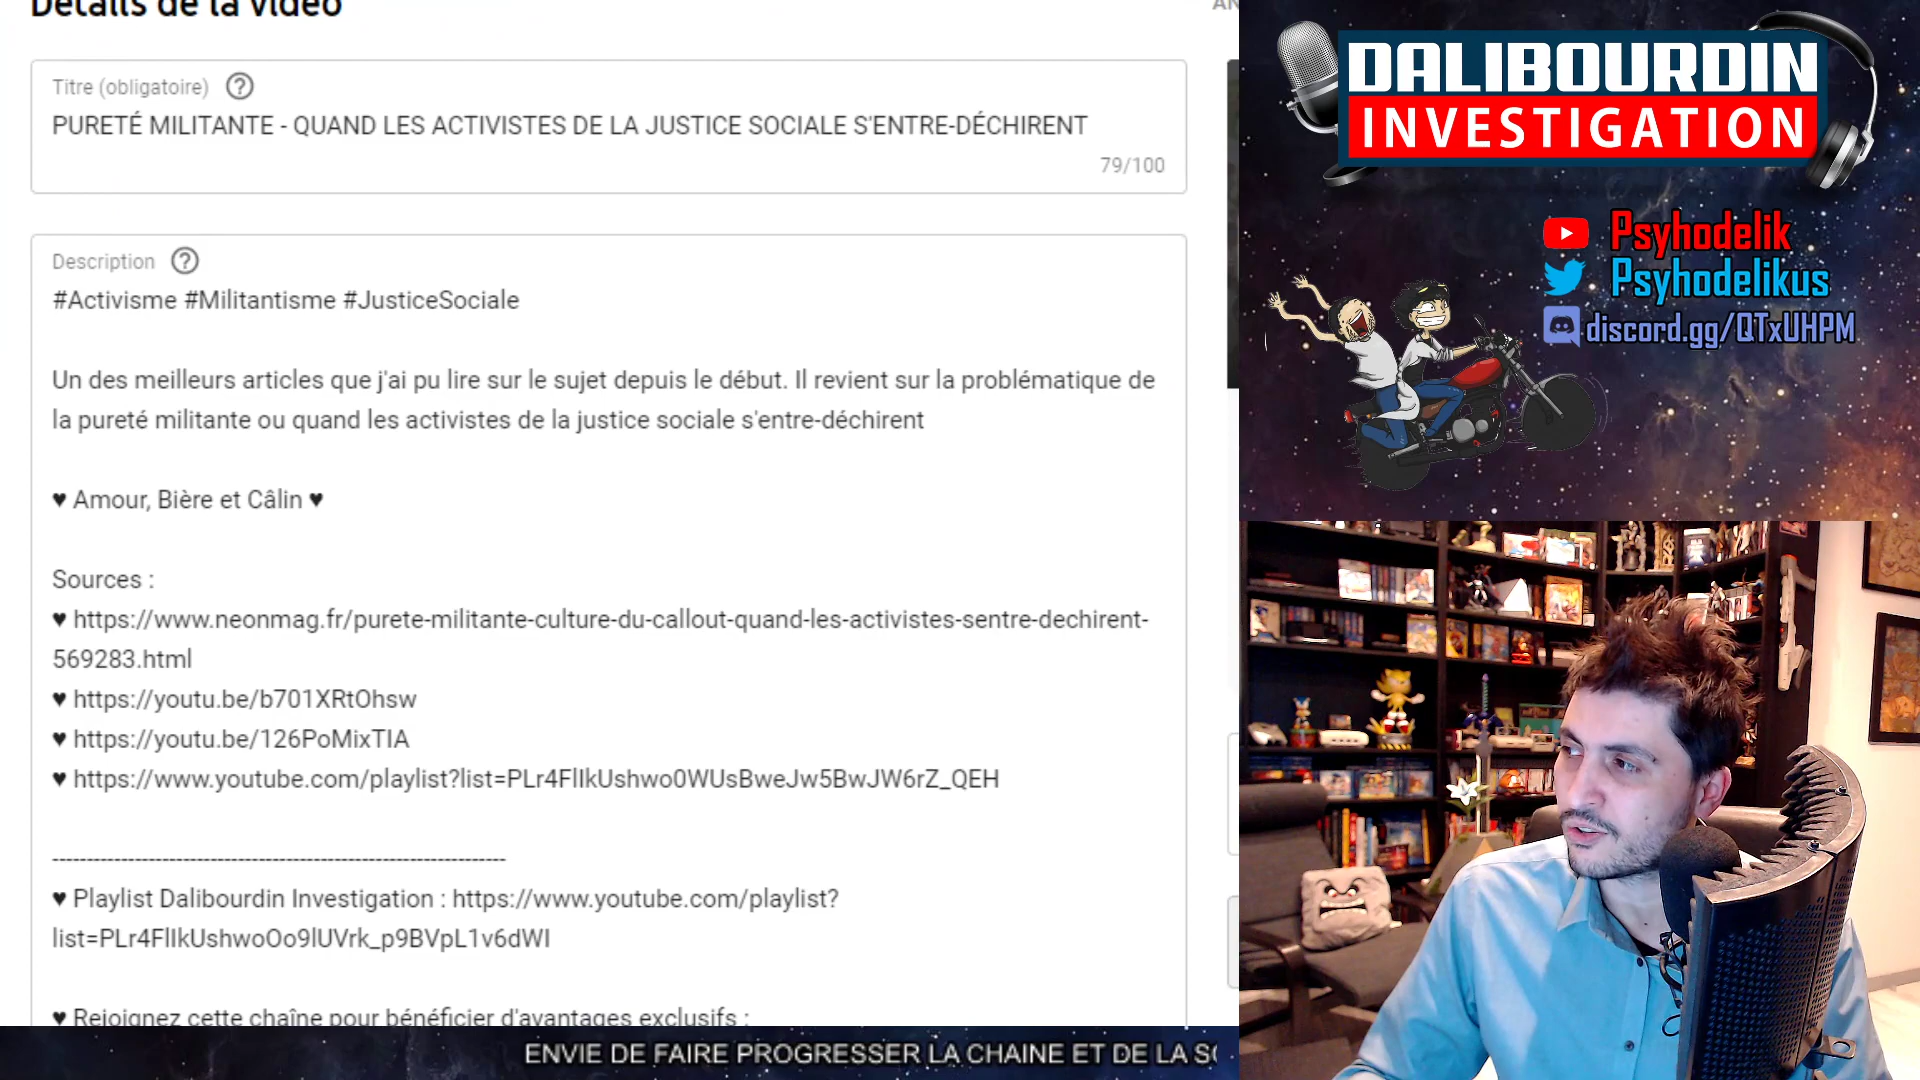 Détails de la vidéo
Titre (obligatoire) ?
PURETÉ MILITANTE - QUAND LES ACTIVISTES DE LA JUSTICE SOCIALE S'ENTRE-DÉCHIRENT
79/100
Description ?
#Activisme #Militantisme #JusticeSociale
Un des meilleurs articles que j'ai pu lire sur le sujet depuis le début. Il revient sur la problématique de
la pureté militante ou quand les activistes de la justice sociale s'entre-déchirent
♥ Amour, Bière et Câlin ♥
Sources :
♥ https://www.neonmag.fr/purete-militante-culture-du-callout-quand-les-activistes-sentre-dechirent-
569283.html
♥ https://youtu.be/b701XRtOhsw
♥ https://youtu.be/126PoMixTIA
♥ https://www.youtube.com/playlist?list=PLr4FlIkUshwo0WUsBweJw5BwJW6rZ_QEH
------------------------------------------------------------------
♥ Playlist Dalibourdin Investigation : https://www.youtube.com/playlist?
list=PLr4FlIkUshwoOo9lUVrk_p9BVpL1v6dWI
♥ Rejoignez cette chaîne pour bénéficier d'avantages exclusifs :
ENVIE DE FAIRE PROGRESSER LA CHAINE ET DE LA
DALIBOURDIN
INVESTIGATION
Psyhodelik
Psyhodelikus
discord.gg/QTxUHPM